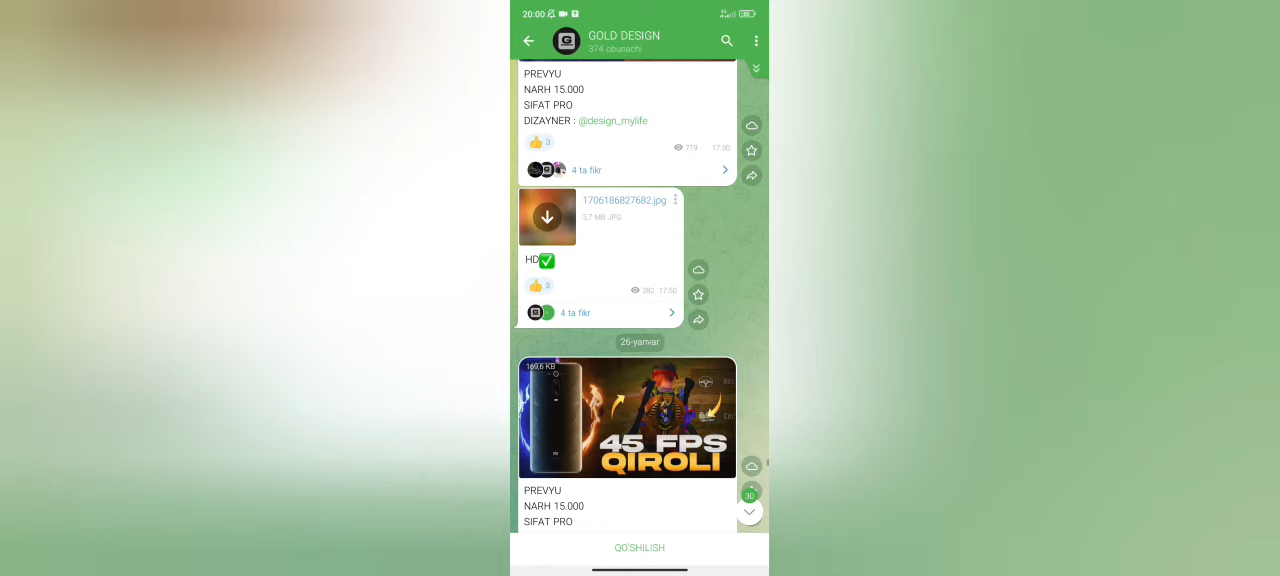 20:00
GOLD DESIGN
374 obunachi
PREVYU
NARH 15.000
SIFAT PRO
DIZAYNER : @design_mylife
👍 3
719 17:50
4 ta fikr
1706186827682.jpg
3,7 MB JPG
HD✅
👍 3
282 17:50
4 ta fikr
26-yanvar
169,6 KB
45 FPS
QIROLI
PREVYU
NARH 15.000
SIFAT PRO
30
QO'SHILISH